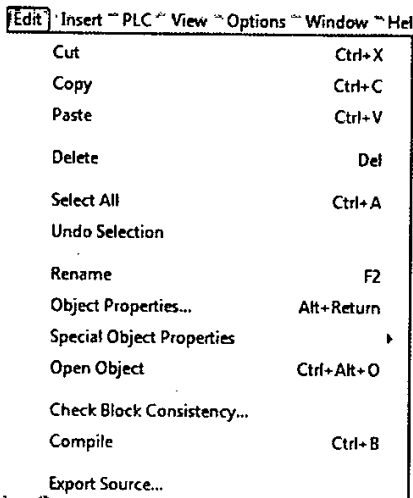 Edit Insert PLC View Options Window Hel
Cut Ctrl+X
Copy Ctrl+C
Paste Ctrl+V
Delete Del
Select All Ctrl+A
Undo Selection
Rename F2
Object Properties... Alt+Return
Special Object Properties
Open Object Ctrl+Alt+O
Check Block Consistency...
Compile Ctrl+B
Export Source...